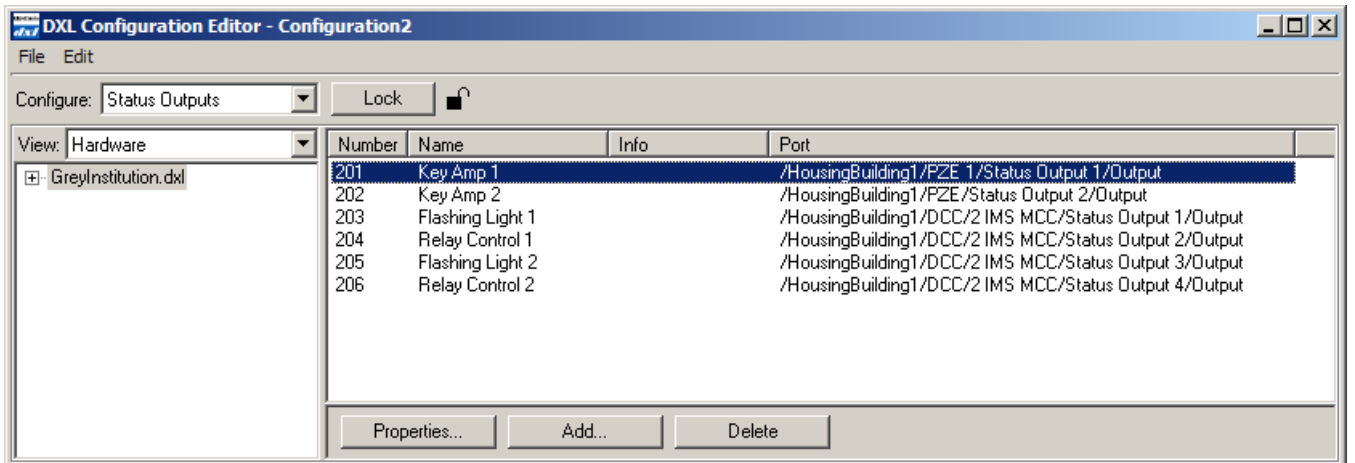 DXL Configuration Editor - Configuration2
File Edit
Configure: Status Outputs Lock
View: Hardware
GreyInstitution.dxl
Number Name Info Port
201 Key Amp 1 /HousingBuilding1/PZE 1/Status Output 1/Output
202 Key Amp 2 /HousingBuilding1/PZE/Status Output 2/Output
203 Flashing Light 1 /HousingBuilding1/DCC/2 IMS MCC/Status Output 1/Output
204 Relay Control 1 /HousingBuilding1/DCC/2 IMS MCC/Status Output 2/Output
205 Flashing Light 2 /HousingBuilding1/DCC/2 IMS MCC/Status Output 3/Output
206 Relay Control 2 /HousingBuilding1/DCC/2 IMS MCC/Status Output 4/Output
Properties... Add... Delete